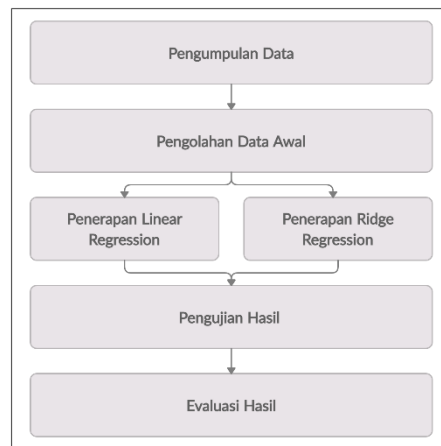 Pengumpulan Data
Pengolahan Data Awal
Penerapan Linear
Regression
Penerapan Ridge
Regression
Pengujian Hasil
Evaluasi Hasil